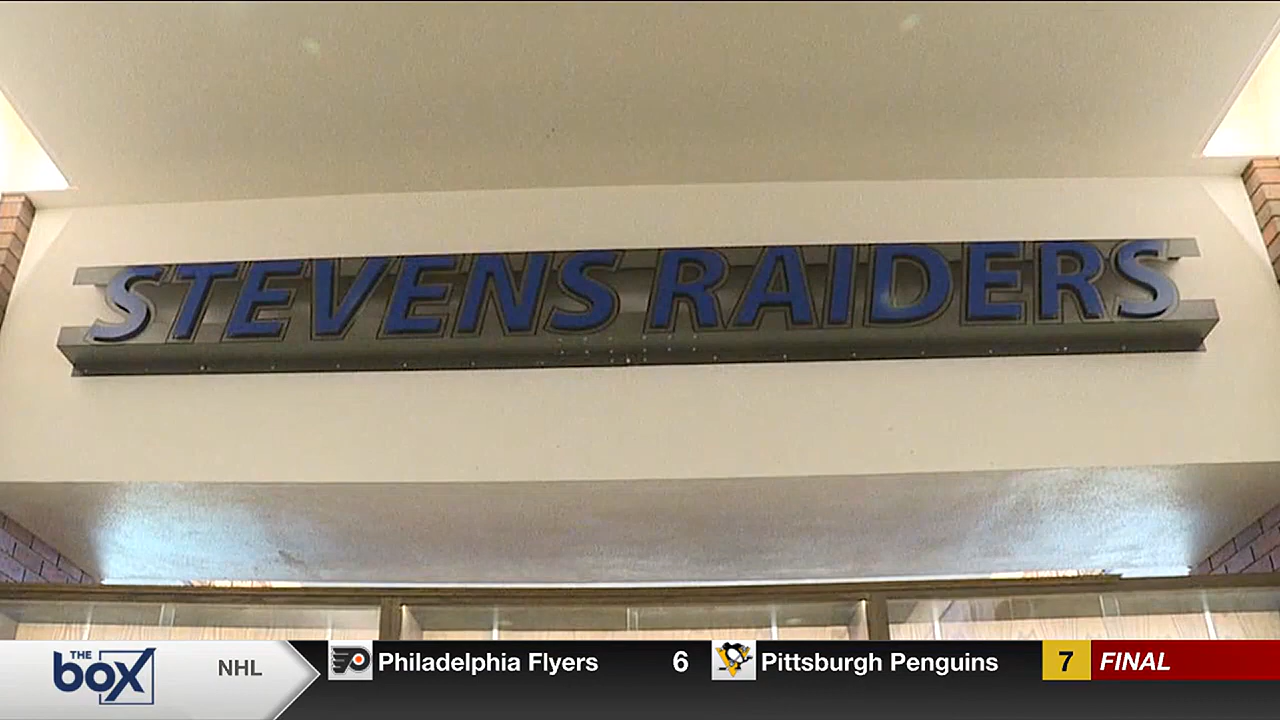 STEVENS RAIDERS
THE
box
NHL
Philadelphia Flyers 6
Pittsburgh Penguins 7
FINAL